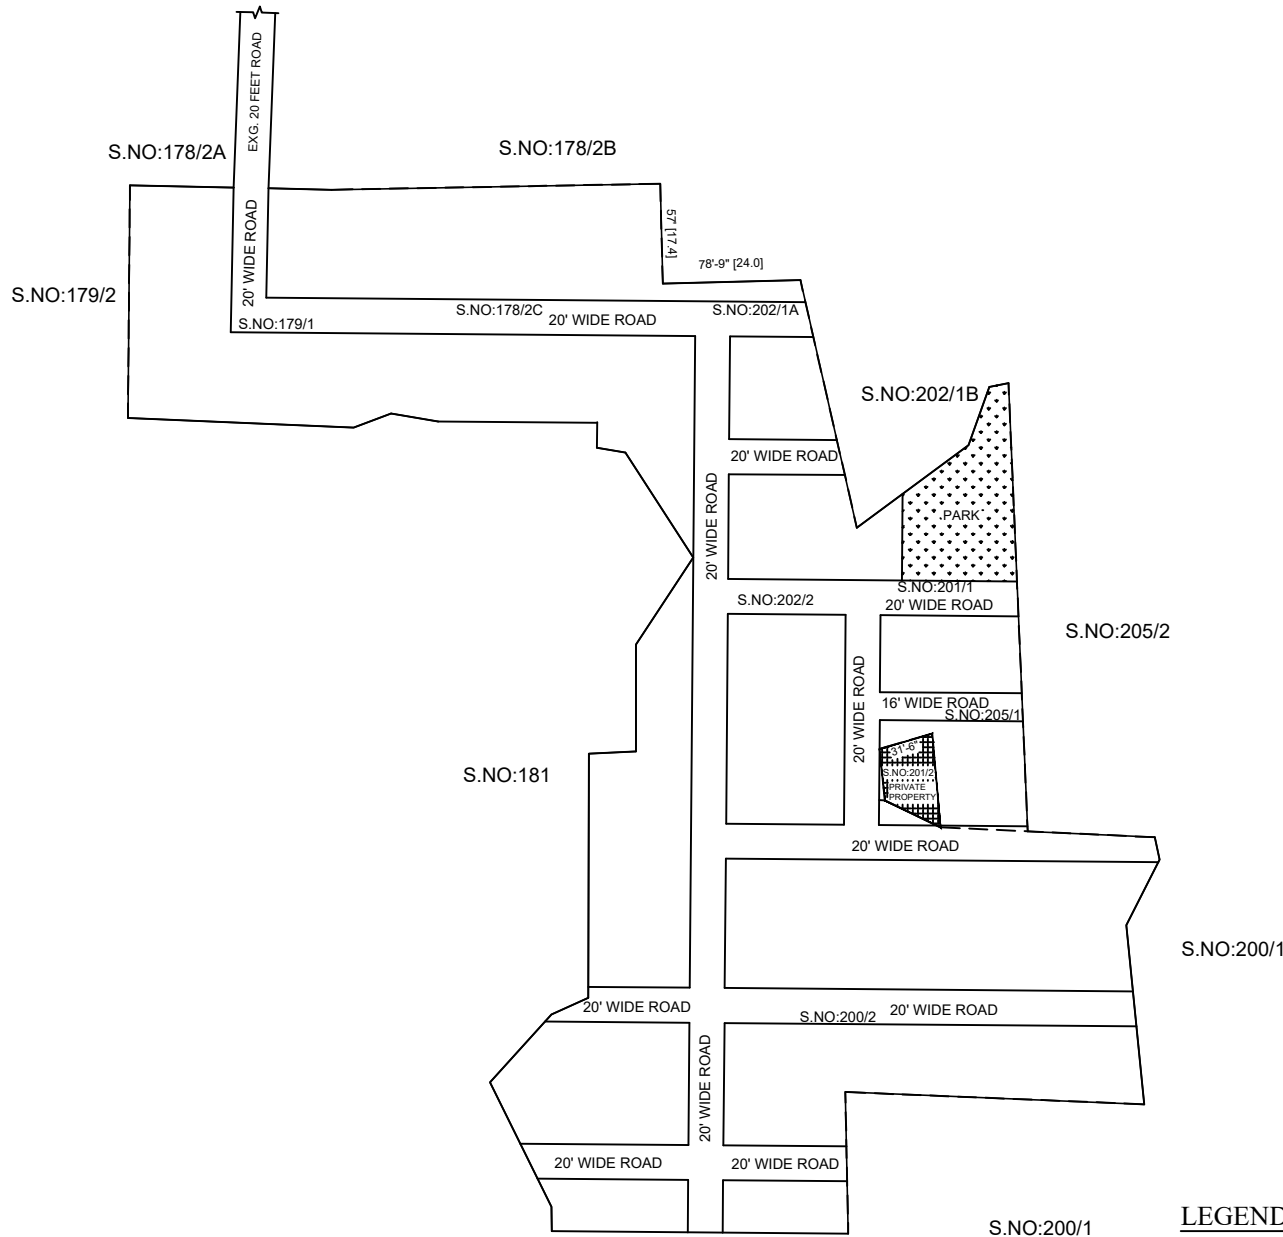 EXG. 20 FEET ROAD
S.NO:178/2A
S.NO:178/2B
20' WIDE ROAD
57' [17.4]
78'-9" [24.0]
S.NO:179/2
S.NO:179/1
S.NO:178/2C
20' WIDE ROAD
S.NO:202/1A
S.NO:202/1B
20' WIDE ROAD
20' WIDE ROAD
PARK
S.NO:202/2
S.NO:201/1
20' WIDE ROAD
S.NO:205/2
20' WIDE ROAD
16' WIDE ROAD
S.NO:205/1
31'-6"
S.NO:201/2
PRIVATE
PROPERTY
S.NO:181
20' WIDE ROAD
S.NO:200/1
20' WIDE ROAD
S.NO:200/2
20' WIDE ROAD
20' WIDE ROAD
20' WIDE ROAD
20' WIDE ROAD
S.NO:200/1
LEGEND